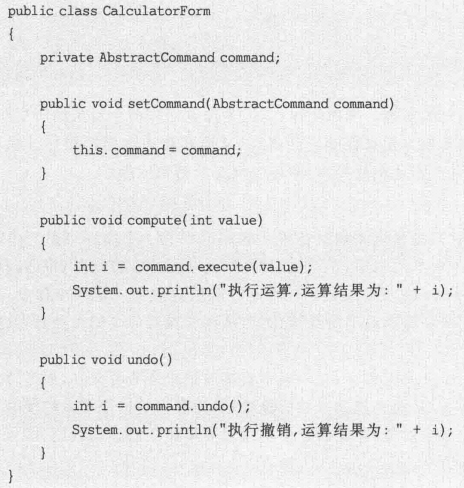 public class CalculatorForm
{
    private AbstractCommand command;
    public void setCommand(AbstractCommand command)
    {
        this.command = command;
    }
    public void compute(int value)
    {
        int i = command.execute(value);
        System.out.println("执行运算,运算结果为: " + i);
    }
    public void undo()
    {
        int i = command.undo();
        System.out.println("执行撤销,运算结果为: " + i);
    }
}